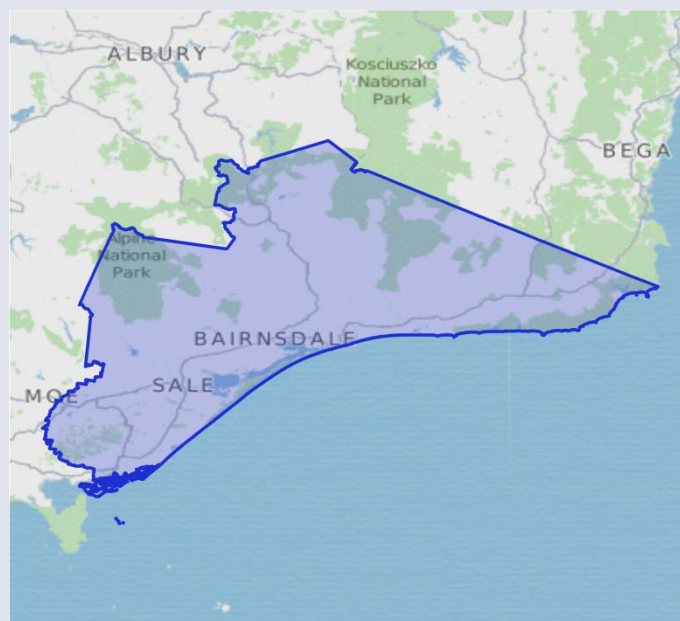 ALBURY
Kosciuszko
National
Park
BEGA
Alpine
National
Park
BAIRNSDALE
SALE
MOE